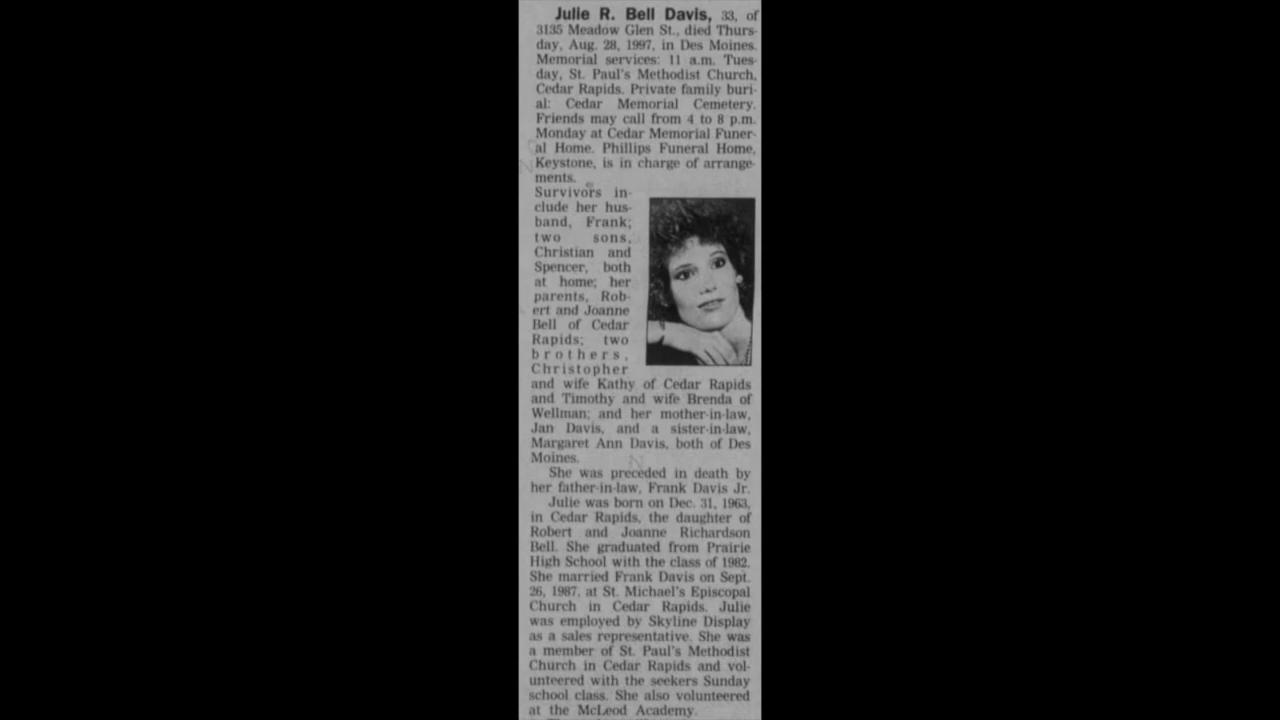 Julie R. Bell Davis, 33, of
3135 Meadow Glen St., died Thurs-
day, Aug. 28, 1997, in Des Moines.
Memorial services: 11 a.m. Tues-
day, St. Paul's Methodist Church,
Cedar Rapids. Private family buri-
al: Cedar Memorial Cemetery.
Friends may call from 4 to 8 p.m.
Monday at Cedar Memorial Funer-
al Home. Phillips Funeral Home,
Keystone, is in charge of arrange-
ments.
Survivors in-
clude her hus-
band, Frank;
two sons,
Christian and
Spencer, both
at home; her
parents, Rob-
ert and Joanne
Bell of Cedar
Rapids; two
brothers,
Christopher
and wife Kathy of Cedar Rapids
and Timothy and wife Brenda of
Wellman; and her mother-in-law,
Jan Davis, and a sister-in-law,
Margaret Ann Davis, both of Des
Moines.
She was preceded in death by
her father-in-law, Frank Davis Jr.
Julie was born on Dec. 31, 1963,
in Cedar Rapids, the daughter of
Robert and Joanne Richardson
Bell. She graduated from Prairie
High School with the class of 1982.
She married Frank Davis on Sept.
26, 1987, at St. Michael's Episcopal
Church in Cedar Rapids. Julie
was employed by Skyline Display
as a sales representative. She was
a member of St. Paul's Methodist
Church in Cedar Rapids and vol-
unteered with the seekers Sunday
school class. She also volunteered
at the McLeod Academy.